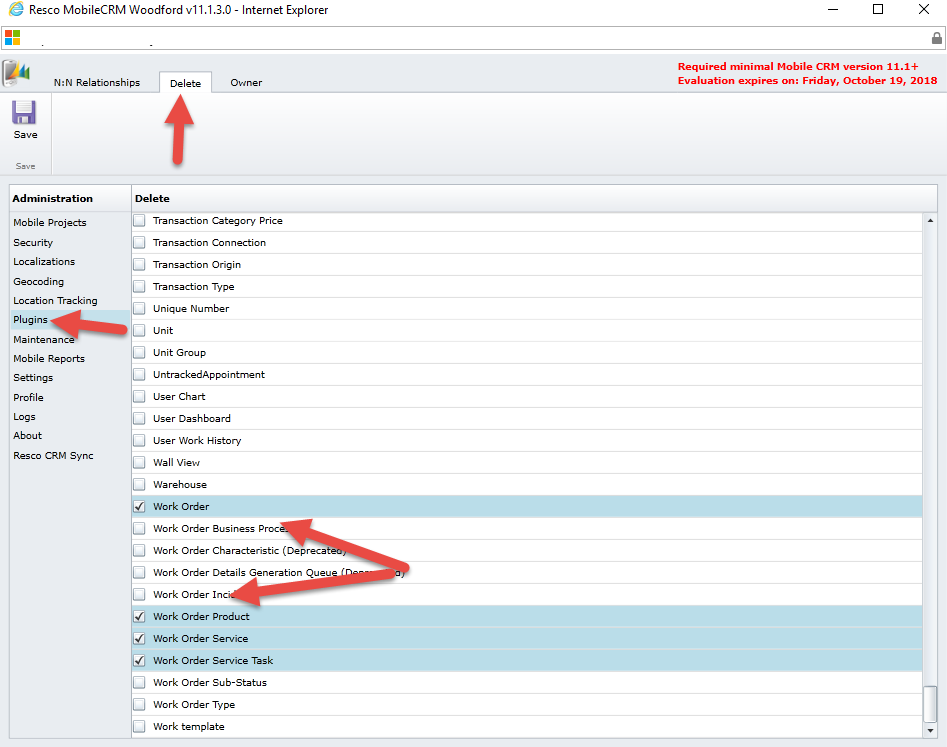 Resco MobileCRM Woodford v11.1.3.0 - Internet Explorer
N:N Relationships
Delete
Owner
Required minimal Mobile CRM version 11.1+
Evaluation expires on: Friday, October 19, 2018
Save
Save
Administration
Mobile Projects
Security
Localizations
Geocoding
Location Tracking
Plugins
Maintenance
Mobile Reports
Settings
Profile
Logs
About
Resco CRM Sync
Delete
Transaction Category Price
Transaction Connection
Transaction Origin
Transaction Type
Unique Number
Unit
Unit Group
UntrackedAppointment
User Chart
User Dashboard
User Work History
Wall View
Warehouse
Work Order
Work Order Business
Work Order Characteristic (Deprecated)
Work Order Details Generation Queue
Work Order
Work Order Product
Work Order Service
Work Order Service Task
Work Order Sub-Status
Work Order Type
Work template